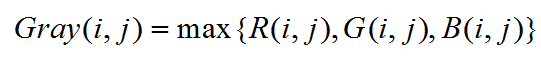 Gray(i, j) = max{R(i, j), G(i, j), B(i, j)}